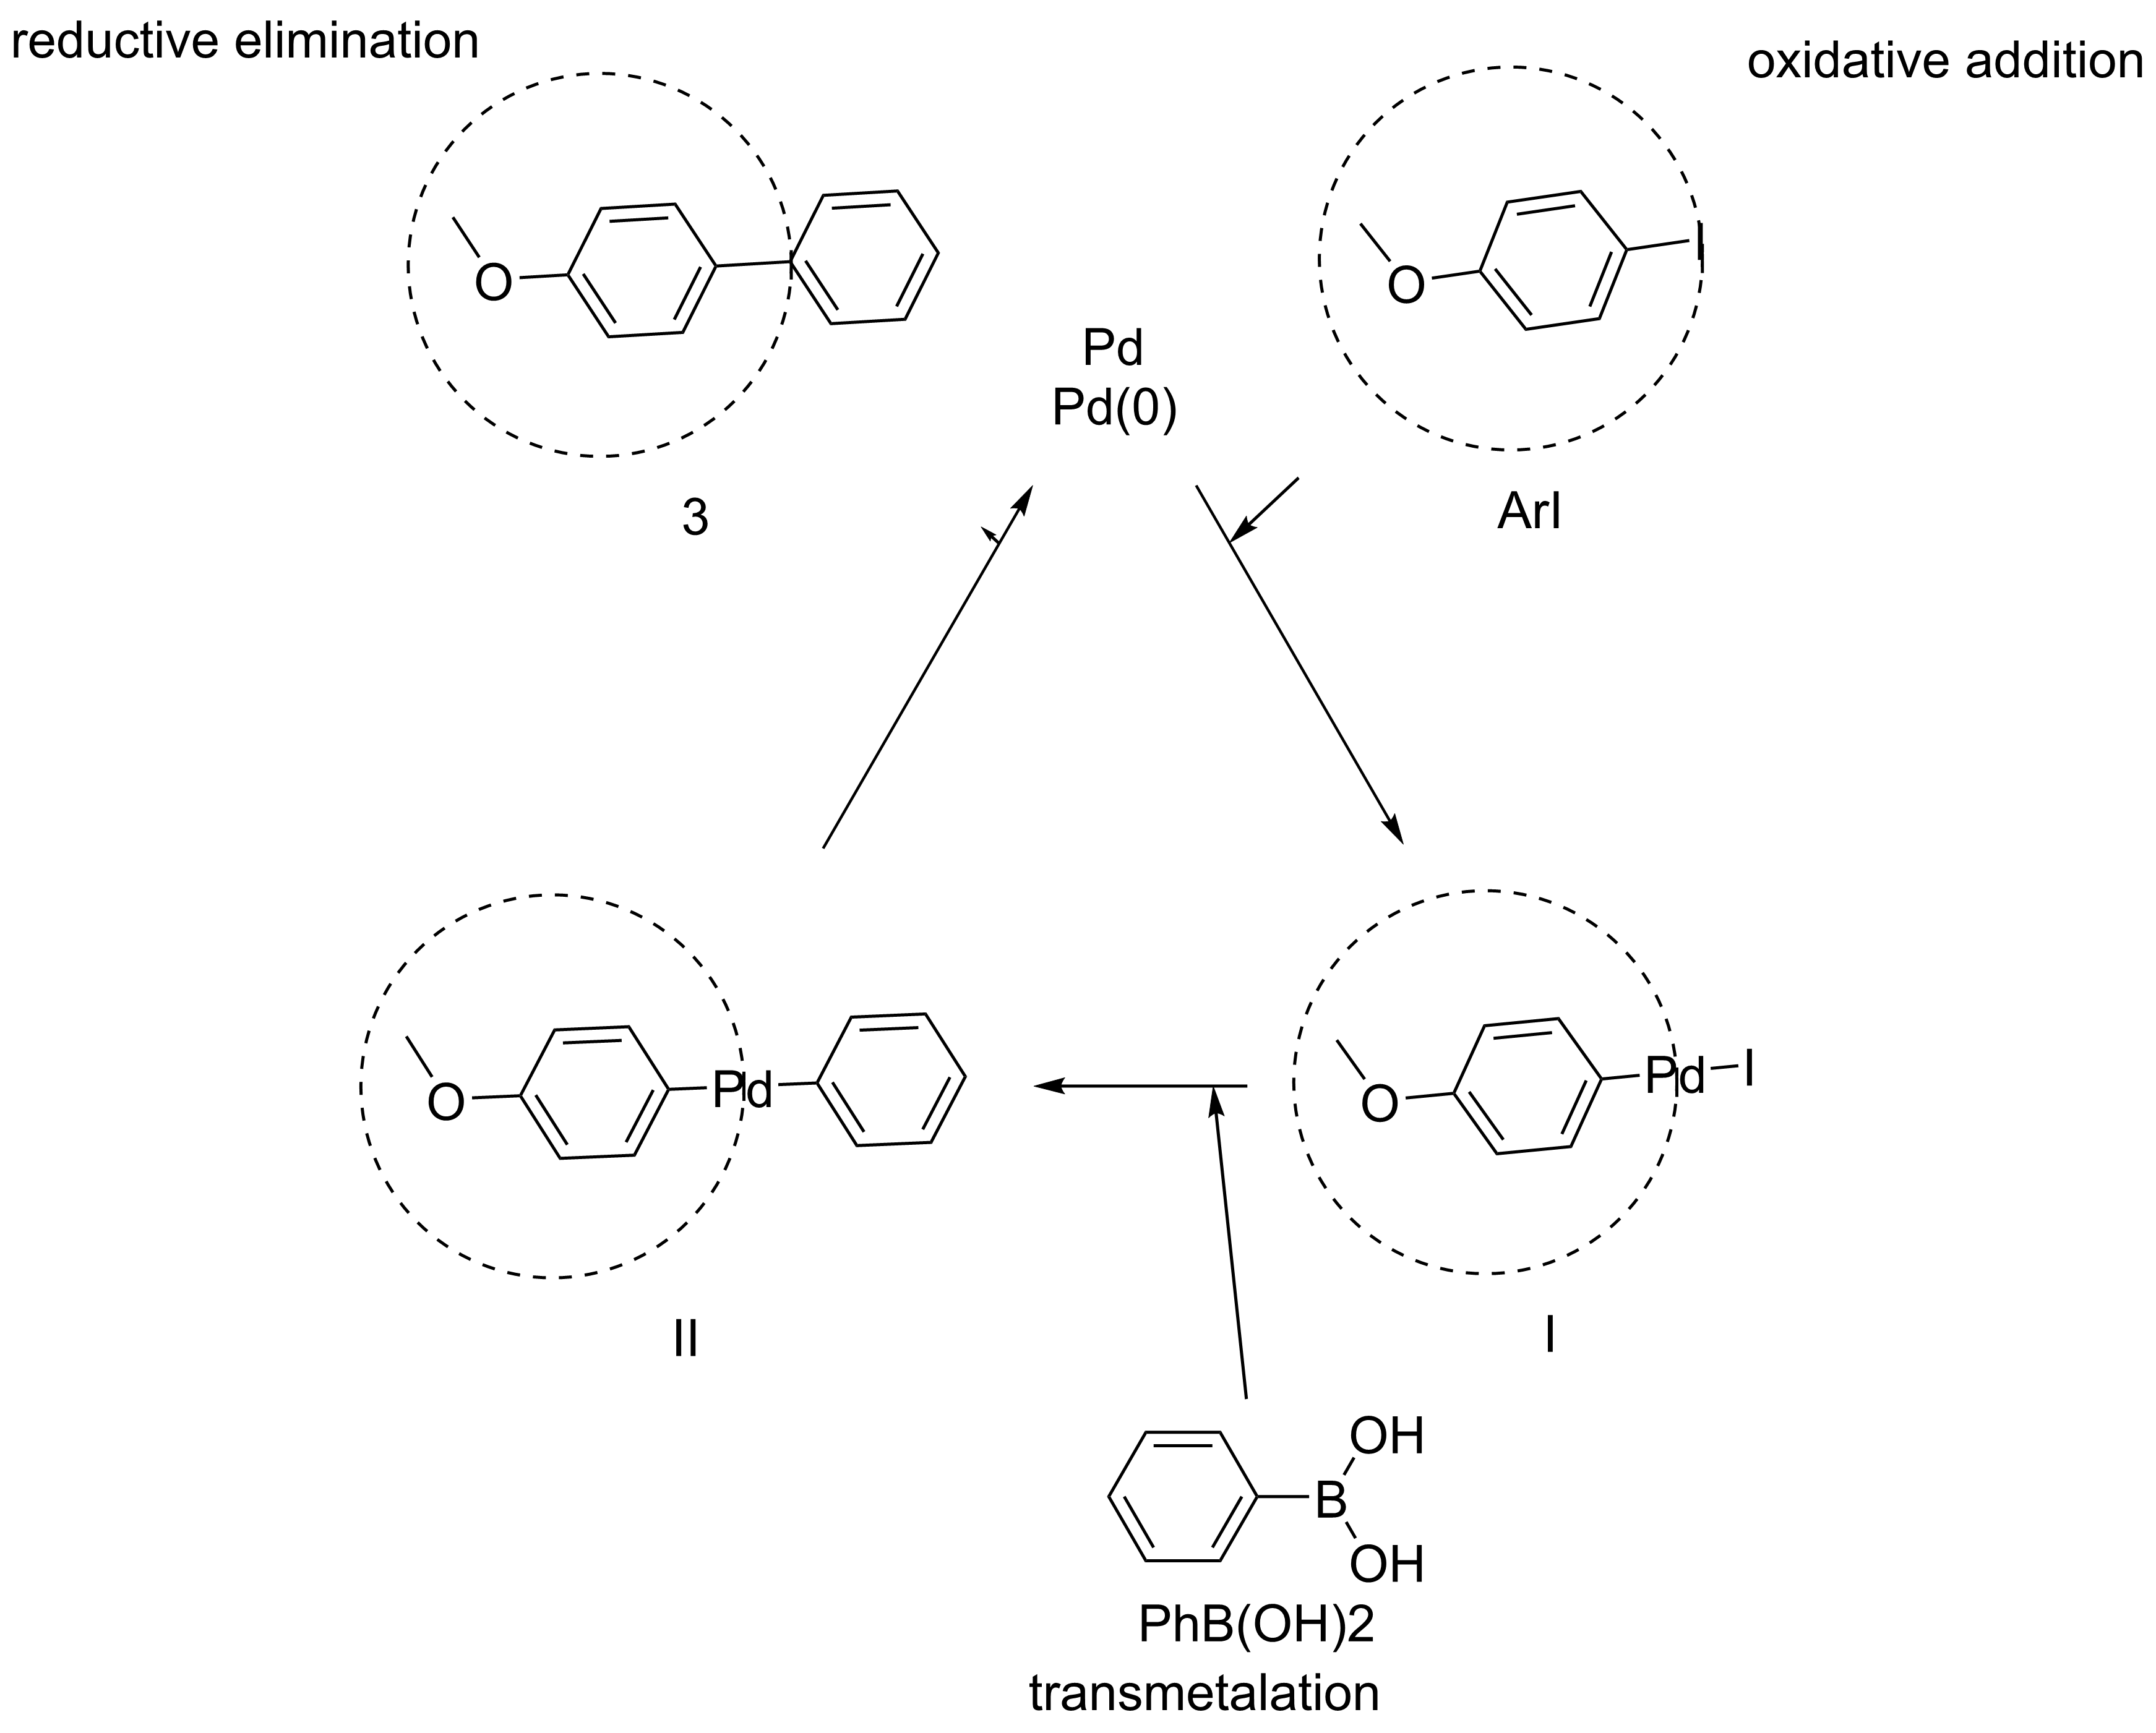 reductive elimination
oxidative addition
O
O
I
Pd
Pd(0)
3
ArI
O
Pd
O
Pd
I
II
I
OH
B
OH
PhB(OH)2
transmetalation